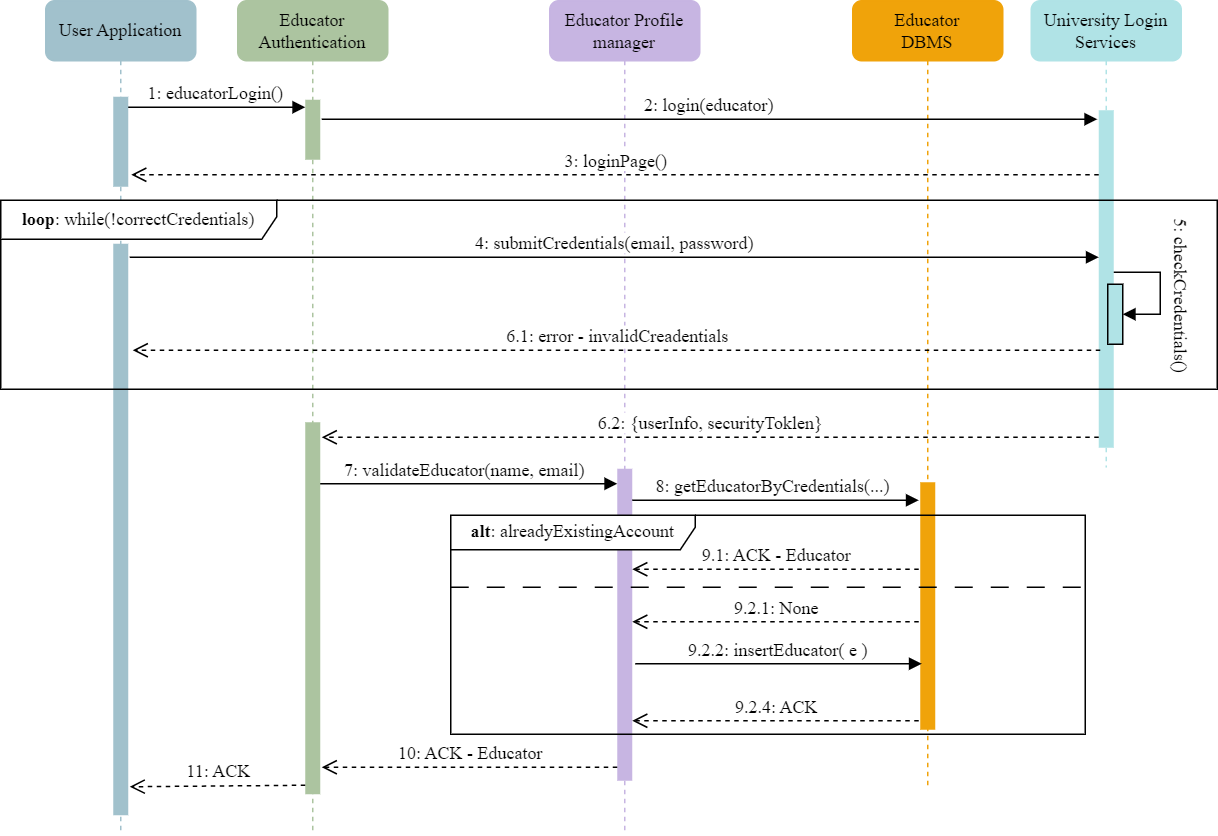 User Application
Educator
Authentication
Educator Profile
manager
Educator
DBMS
University Login
Services
1: educatorLogin()
2: login(educator)
3: loginPage()
loop: while(!correctCredentials)
4: submitCredentials(email, password)
5: checkCredentials()
6.1: error - invalidCreadentials
6.2: {userInfo, securityToklen}
7: validateEducator(name, email)
8: getEducatorByCredentials(...)
alt: alreadyExistingAccount
9.1: ACK - Educator
9.2.1: None
9.2.2: insertEducator( e )
9.2.4: ACK
10: ACK - Educator
11: ACK